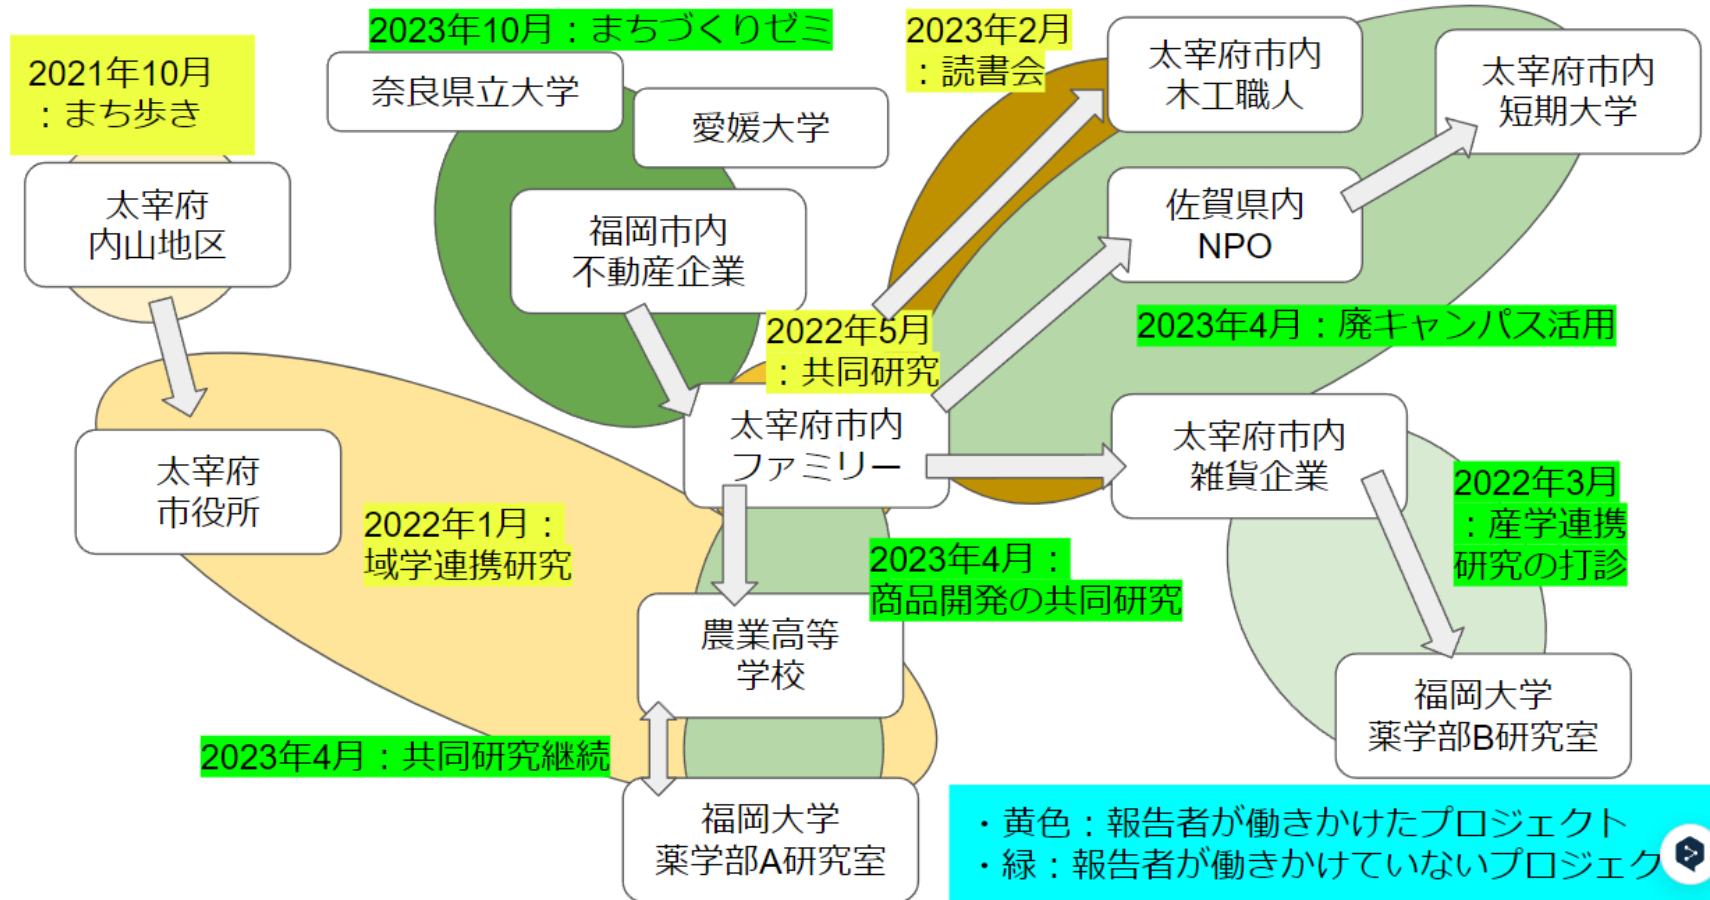 2023年10月：まちづくりゼミ
2021年10月
：まち歩き
奈良県立大学
愛媛大学
2023年2月
：読書会
太宰府市内
木工職人
太宰府市内
短期大学
太宰府
内山地区
福岡市内
不動産企業
佐賀県内
NPO
2022年5月
：共同研究
2023年4月：廃キャンパス活用
太宰府市内
ファミリー
太宰府市内
雑貨企業
太宰府
市役所
2022年1月：
域学連携研究
2022年3月
：産学連携
研究の打診
2023年4月：
商品開発の共同研究
農業高等
学校
2023年4月：共同研究継続
福岡大学
薬学部B研究室
福岡大学
薬学部A研究室
・黄色：報告者が働きかけたプロジェクト
・緑：報告者が働きかけていないプロジェク